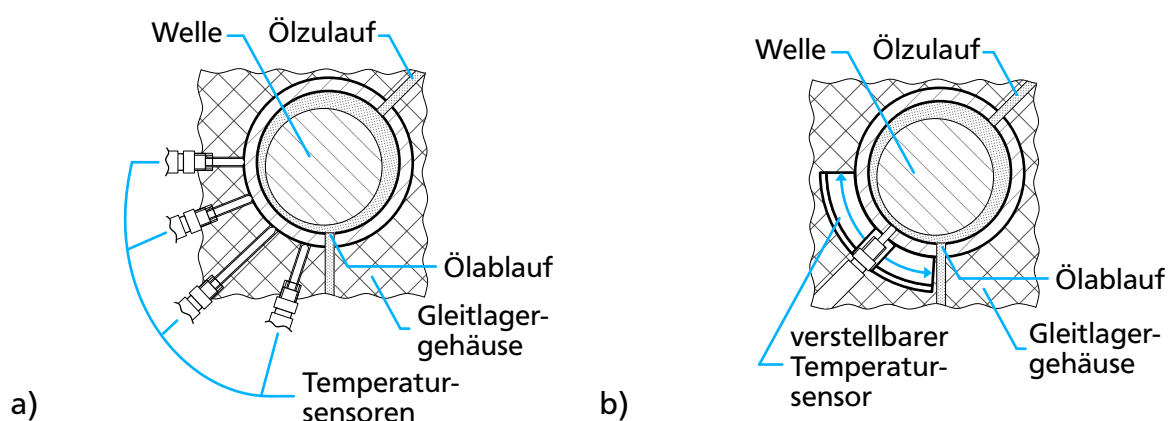 Welle
Ölzulauf
Ölablauf
Gleitlager-
gehäuse
Temperatur-
sensoren
a)
Welle
Ölzulauf
Ölablauf
Gleitlager-
gehäuse
verstellbarer
Temperatur-
sensor
b)